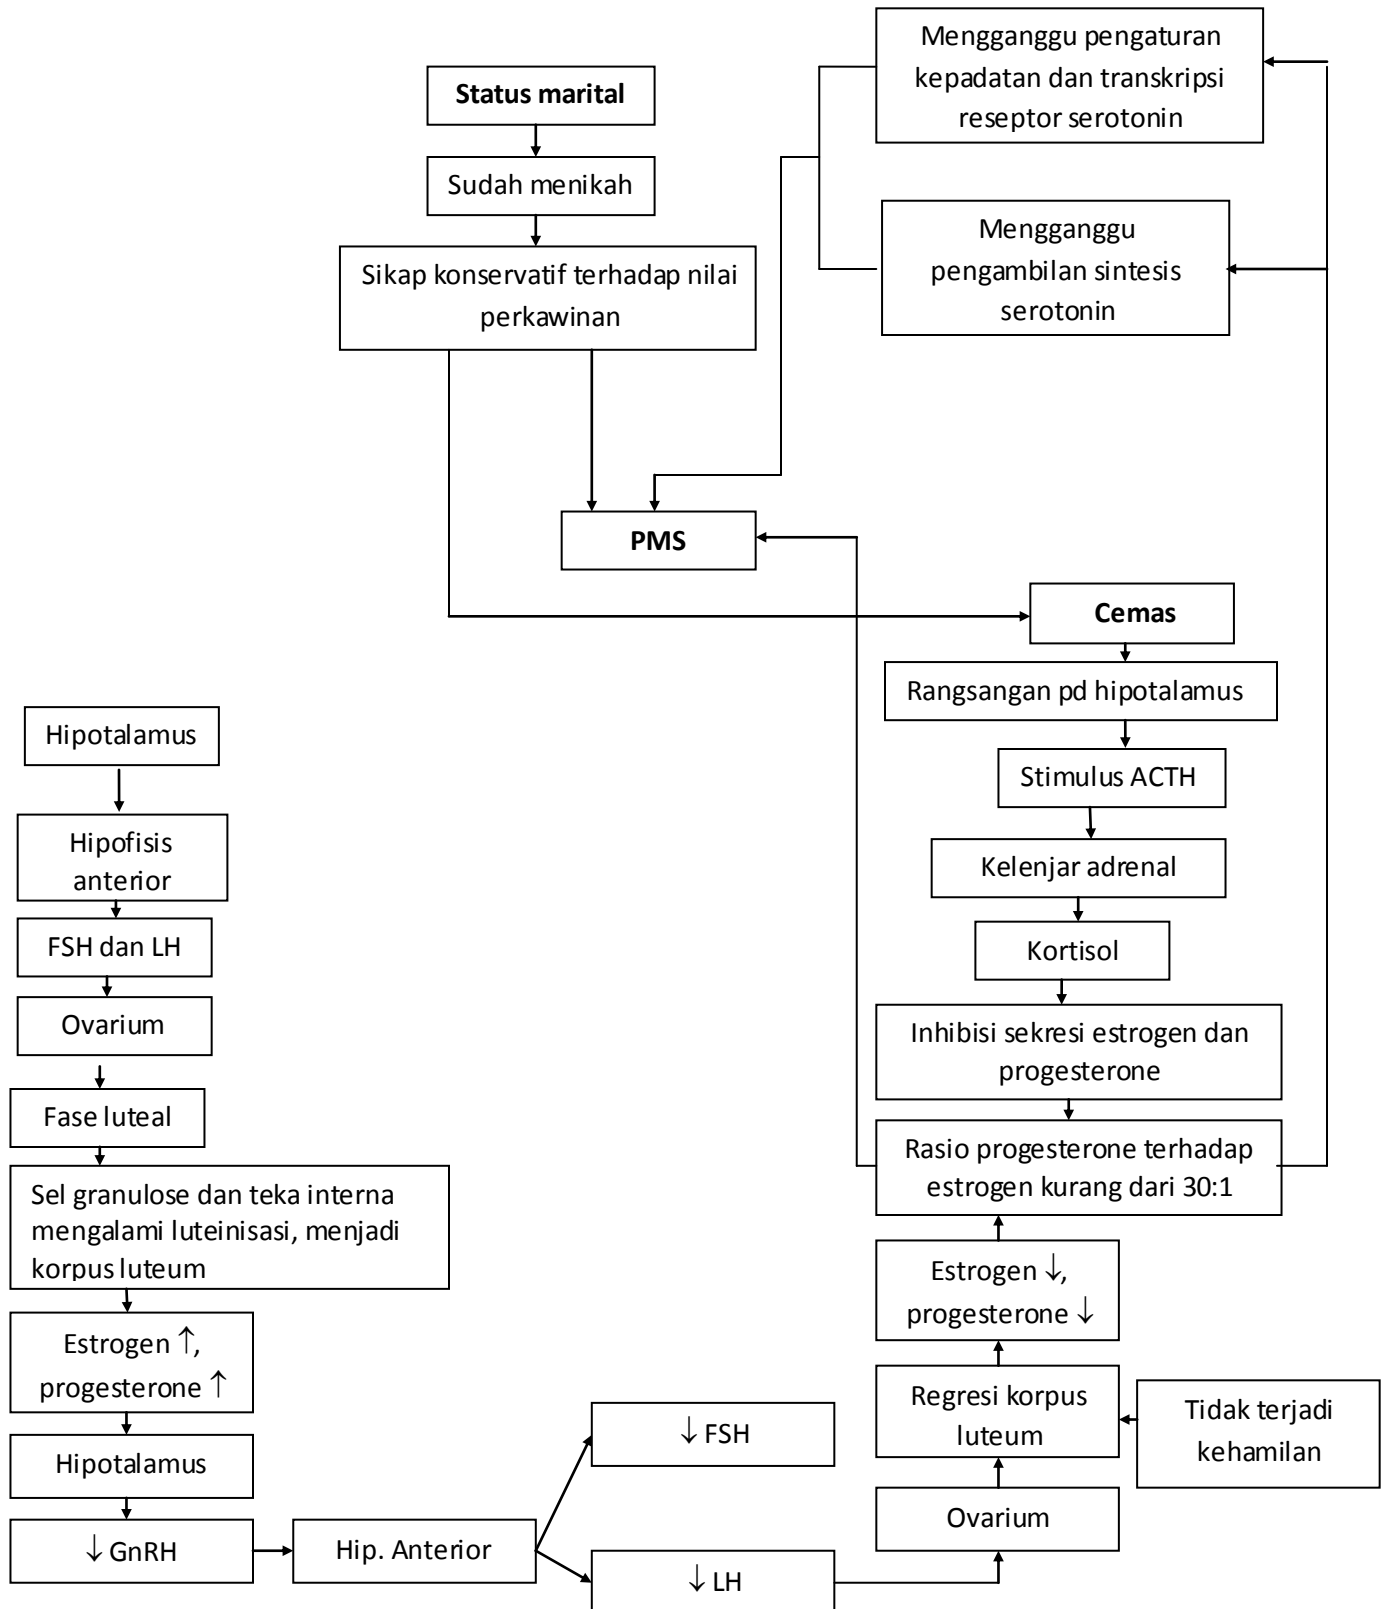 Mengganggu pengaturan
kepadatan dan transkripsi
reseptor serotonin
Status marital
Sudah menikah
Mengganggu
pengambilan sintesis
serotonin
Sikap konservatif terhadap nilai
perkawinan
PMS
Cemas
Rangsangan pd hipotalamus
Stimulus ACTH
Kelenjar adrenal
Kortisol
Inhibisi sekresi estrogen dan
progesterone
Rasio progesterone terhadap
estrogen kurang dari 30:1
Hipotalamus
Hipofisis
anterior
FSH dan LH
Ovarium
Fase luteal
Sel granulose dan teka interna
mengalami luteinisasi, menjadi
korpus luteum
Estrogen ↑,
progesterone ↑
Hipotalamus
↓ GnRH
Hip. Anterior
↓ FSH
↓ LH
Estrogen ↓,
progesterone ↓
Regresi korpus
luteum
Tidak terjadi
kehamilan
Ovarium